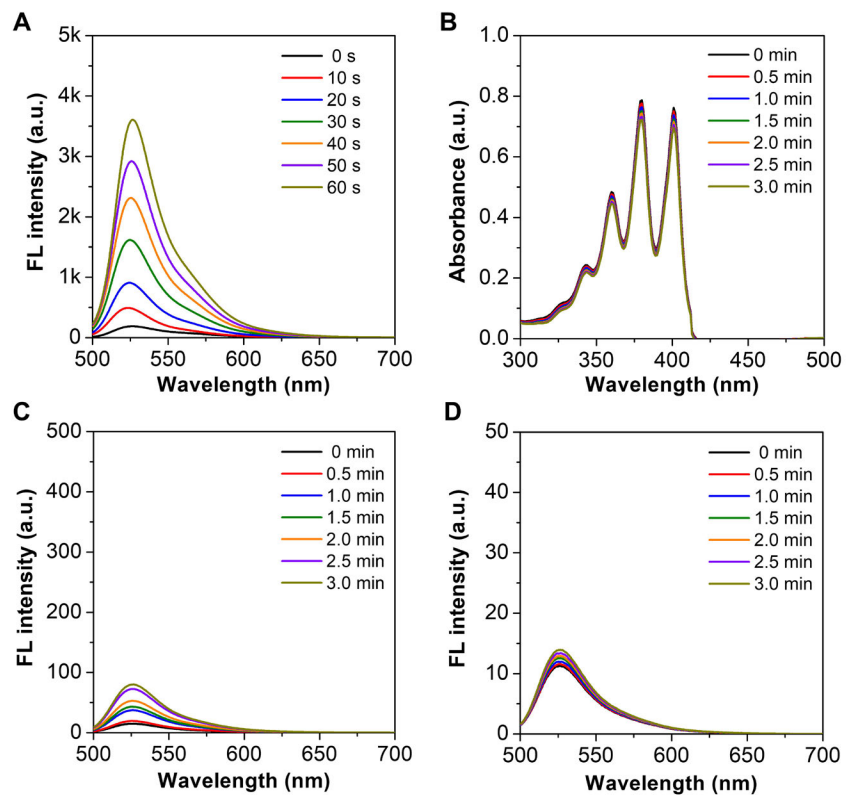 A
FL intensity (a.u.)
5k
4k
3k
2k
1k
0
500
550
600
650
700
Wavelength (nm)
0 s
10 s
20 s
30 s
40 s
50 s
60 s
B
Absorbance (a.u.)
1.0
0.8
0.6
0.4
0.2
0.0
300
350
400
450
500
Wavelength (nm)
0 min
0.5 min
1.0 min
1.5 min
2.0 min
2.5 min
3.0 min
C
FL intensity (a.u.)
500
400
300
200
100
0
500
550
600
650
700
Wavelength (nm)
0 min
0.5 min
1.0 min
1.5 min
2.0 min
2.5 min
3.0 min
D
FL intensity (a.u.)
50
40
30
20
10
0
500
550
600
650
700
Wavelength (nm)
0 min
0.5 min
1.0 min
1.5 min
2.0 min
2.5 min
3.0 min